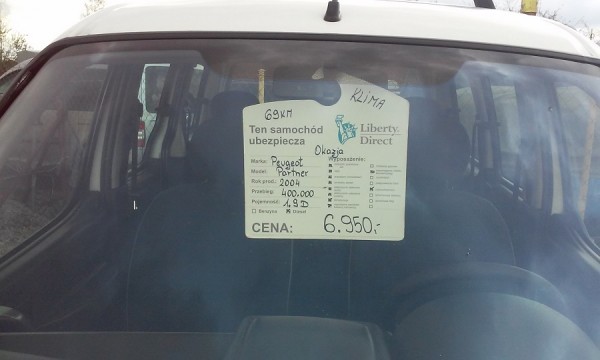 69KM
KLIMA
Ten samochód ubezpiecza
Liberty Direct
Okazja
Marka: Peugeot
Wyposażenie:
Model: Partner
Rok prod.: 2004
Przebieg: 400.000
Pojemność: 1,9 D
Benzyna Diesel
CENA: 6.950,-